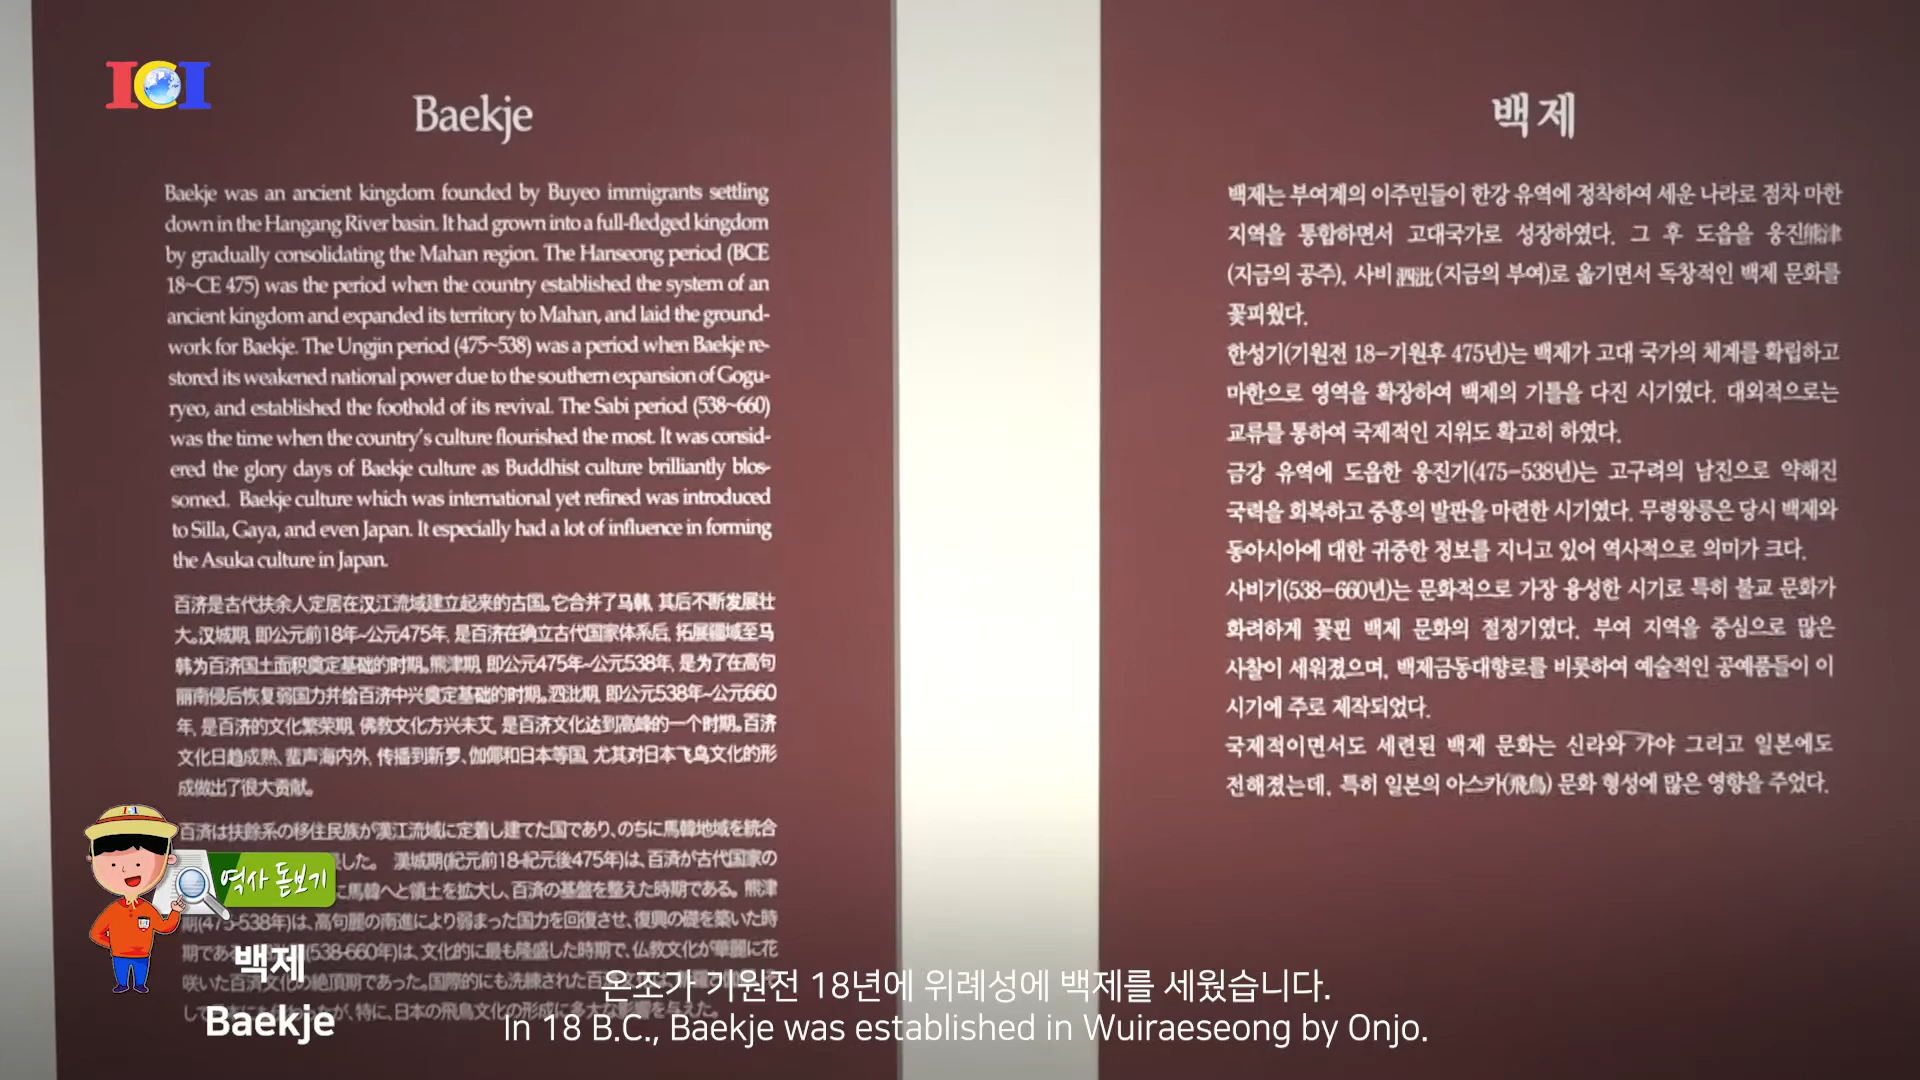 ICI
Baekje
Baekje was an ancient kingdom founded by Buyeo immigrants settling
down in the Hangang River basin. It had grown into a full-fledged kingdom
by gradually consolidating the Mahan region. The Hanseong period (BCE
18~CE 475) was the period when the country established the system of an
ancient kingdom and expanded its territory to Mahan, and laid the ground-
work for Baekje. The Ungjin period (475~538) was a period when Baekje re-
stored its weakened national power due to the southern expansion of Gogu-
ryeo, and established the foothold of its revival. The Sabi period (538~660)
was the time when the country's culture flourished the most. It was consid-
ered the glory days of Baekje culture as Buddhist culture brilliantly blos-
somed. Baekje culture which was international yet refined was introduced
to Silla, Gaya, and even Japan. It especially had a lot of influence in forming
the Asuka culture in Japan.
百济是古代扶余人定居在汉江流域建立起来的古国。它合并了马韩, 其后不断发展壮
大。汉城期, 即公元前18年~公元475年, 是百济在确立古代国家体系后, 拓展疆域至马
韩为百济国土面积奠定基础的时期。熊津期, 即公元475年~公元538年, 是为了在高句
丽南侵后恢复弱国力并给百济中兴奠定基础的时期。泗沘期, 即公元538年~公元660
年, 是百济的文化繁荣期, 佛教文化方兴未艾, 是百济文化达到高峰的一个时期。百济
文化日趋成熟、蜚声海内外, 传播到新罗、伽倻和日本等国, 尤其对日本飞鸟文化的形
成做出了很大贡献。
百済は扶餘系の移住民族が漢江流域に定着し建てた国であり、のちに馬韓地域を統合
した。 漢城期(紀元前18-紀元後475年)は、百済が古代国家の
に馬韓へと領土を拡大し、百済の基盤を整えた時期である。熊津
期(475-538年)は、高句麗の南進により弱まった国力を回復させ、復興の礎を築いた時
期であ (538-660年)は、文化的に最も隆盛した時期で、仏教文化が華麗に花
咲いた百済文化の絶頂期であった。国際的にも洗練された百
して が、特に、日本の飛鳥文化の形成に多大な影響を与えた。
백제
백제는 부여계의 이주민들이 한강 유역에 정착하여 세운 나라로 점차 마한
지역을 통합하면서 고대국가로 성장하였다. 그 후 도읍을 웅진熊津
(지금의 공주), 사비泗沘(지금의 부여)로 옮기면서 독창적인 백제 문화를
꽃피웠다.
한성기(기원전 18-기원후 475년)는 백제가 고대 국가의 체계를 확립하고
마한으로 영역을 확장하여 백제의 기틀을 다진 시기였다. 대외적으로는
교류를 통하여 국제적인 지위도 확고히 하였다.
금강 유역에 도읍한 웅진기(475-538년)는 고구려의 남진으로 약해진
국력을 회복하고 중흥의 발판을 마련한 시기였다. 무령왕릉은 당시 백제와
동아시아에 대한 귀중한 정보를 지니고 있어 역사적으로 의미가 크다.
사비기(538-660년)는 문화적으로 가장 융성한 시기로 특히 불교 문화가
화려하게 꽃핀 백제 문화의 절정기였다. 부여 지역을 중심으로 많은
사찰이 세워졌으며, 백제금동대향로를 비롯하여 예술적인 공예품들이 이
시기에 주로 제작되었다.
국제적이면서도 세련된 백제 문화는 신라와 가야 그리고 일본에도
전해졌는데, 특히 일본의 아스카(飛鳥) 문화 형성에 많은 영향을 주었다.
역사 돋보기
백제
Baekje
온조가 기원전 18년에 위례성에 백제를 세웠습니다.
In 18 B.C., Baekje was established in Wuiraeseong by Onjo.